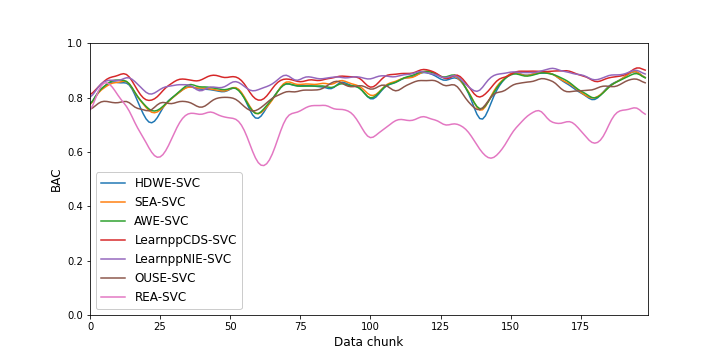 1.0
0.8
0.6
0.4
0.2
0.0
BAC
HDWE-SVC
SEA-SVC
AWE-SVC
LearnppCDS-SVC
LearnppNIE-SVC
OUSE-SVC
REA-SVC
0 25 50 75 100 125 150 175
Data chunk